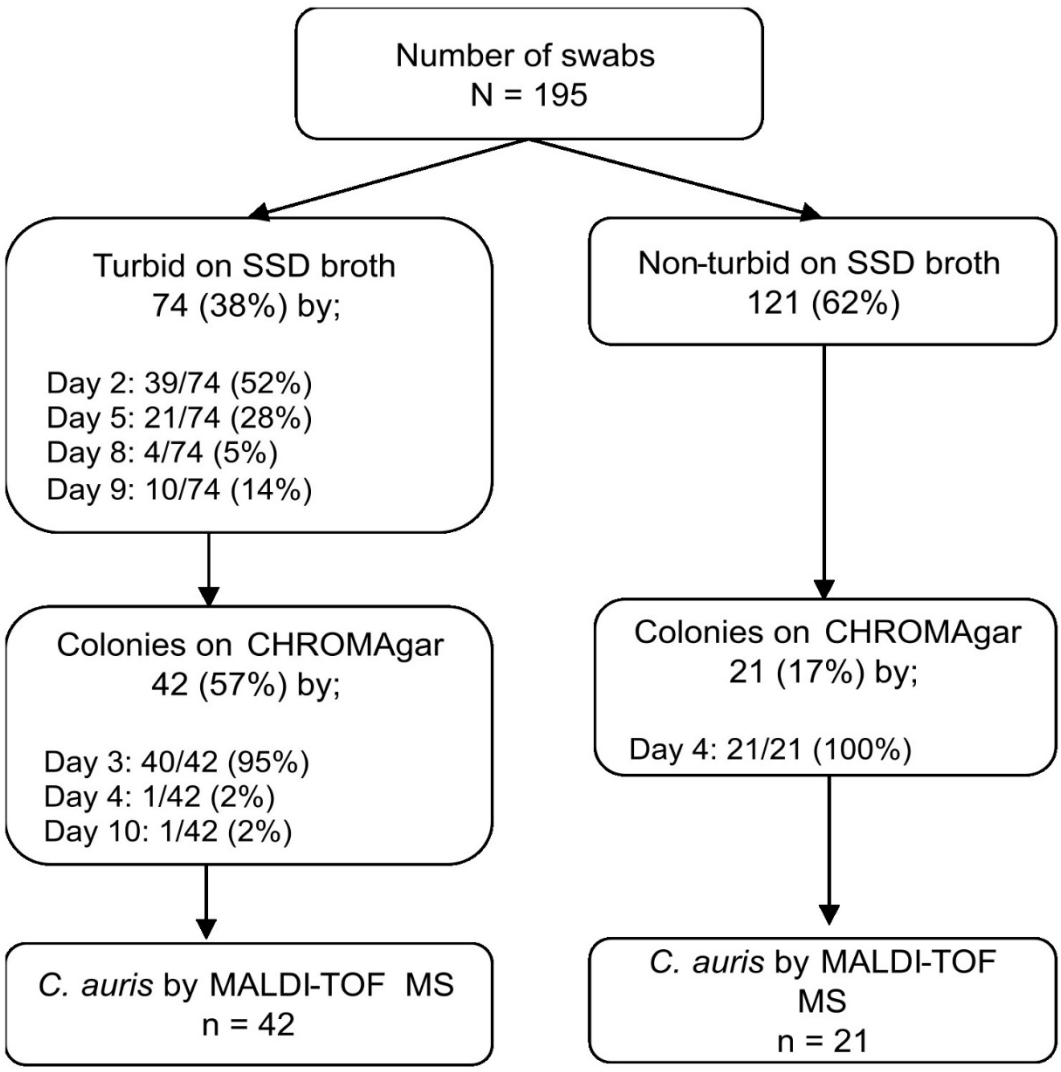 Number of swabs
N = 195
Turbid on SSD broth
74 (38%) by;
Day 2: 39/74 (52%)
Day 5: 21/74 (28%)
Day 8: 4/74 (5%)
Day 9: 10/74 (14%)
Non-turbid on SSD broth
121 (62%)
Colonies on CHROMAgar
42 (57%) by;
Day 3: 40/42 (95%)
Day 4: 1/42 (2%)
Day 10: 1/42 (2%)
Colonies on CHROMAgar
21 (17%) by;
Day 4: 21/21 (100%)
C. auris by MALDI-TOF MS
n = 42
C. auris by MALDI-TOF
MS
n = 21